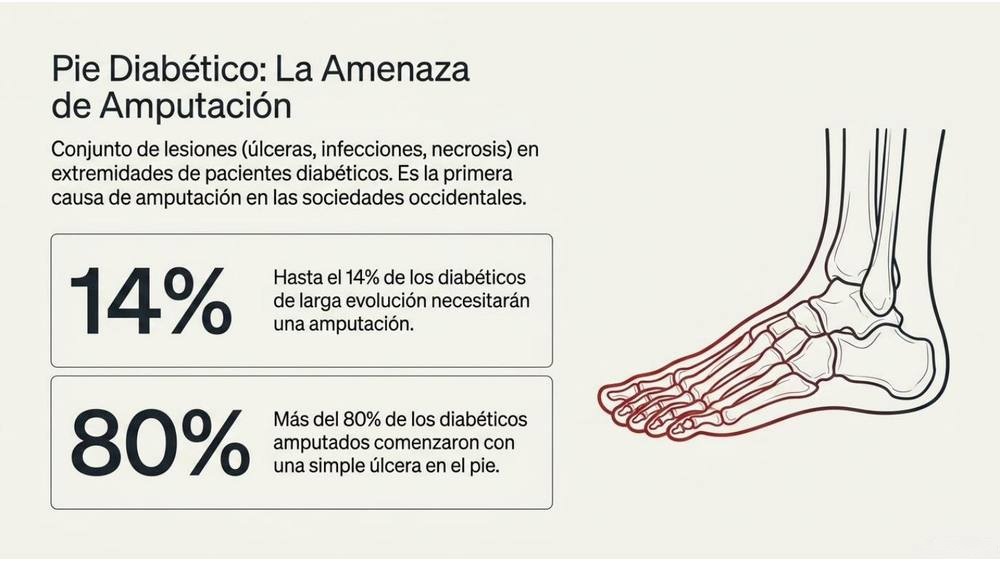 Pie Diabético: La Amenaza
de Amputación
Conjunto de lesiones (úlceras, infecciones, necrosis) en
extremidades de pacientes diabéticos. Es la primera
causa de amputación en las sociedades occidentales.
14%
Hasta el 14% de los diabéticos
de larga evolución necesitarán
una amputación.
80%
Más del 80% de los diabéticos
amputados comenzaron con
una simple úlcera en el pie.